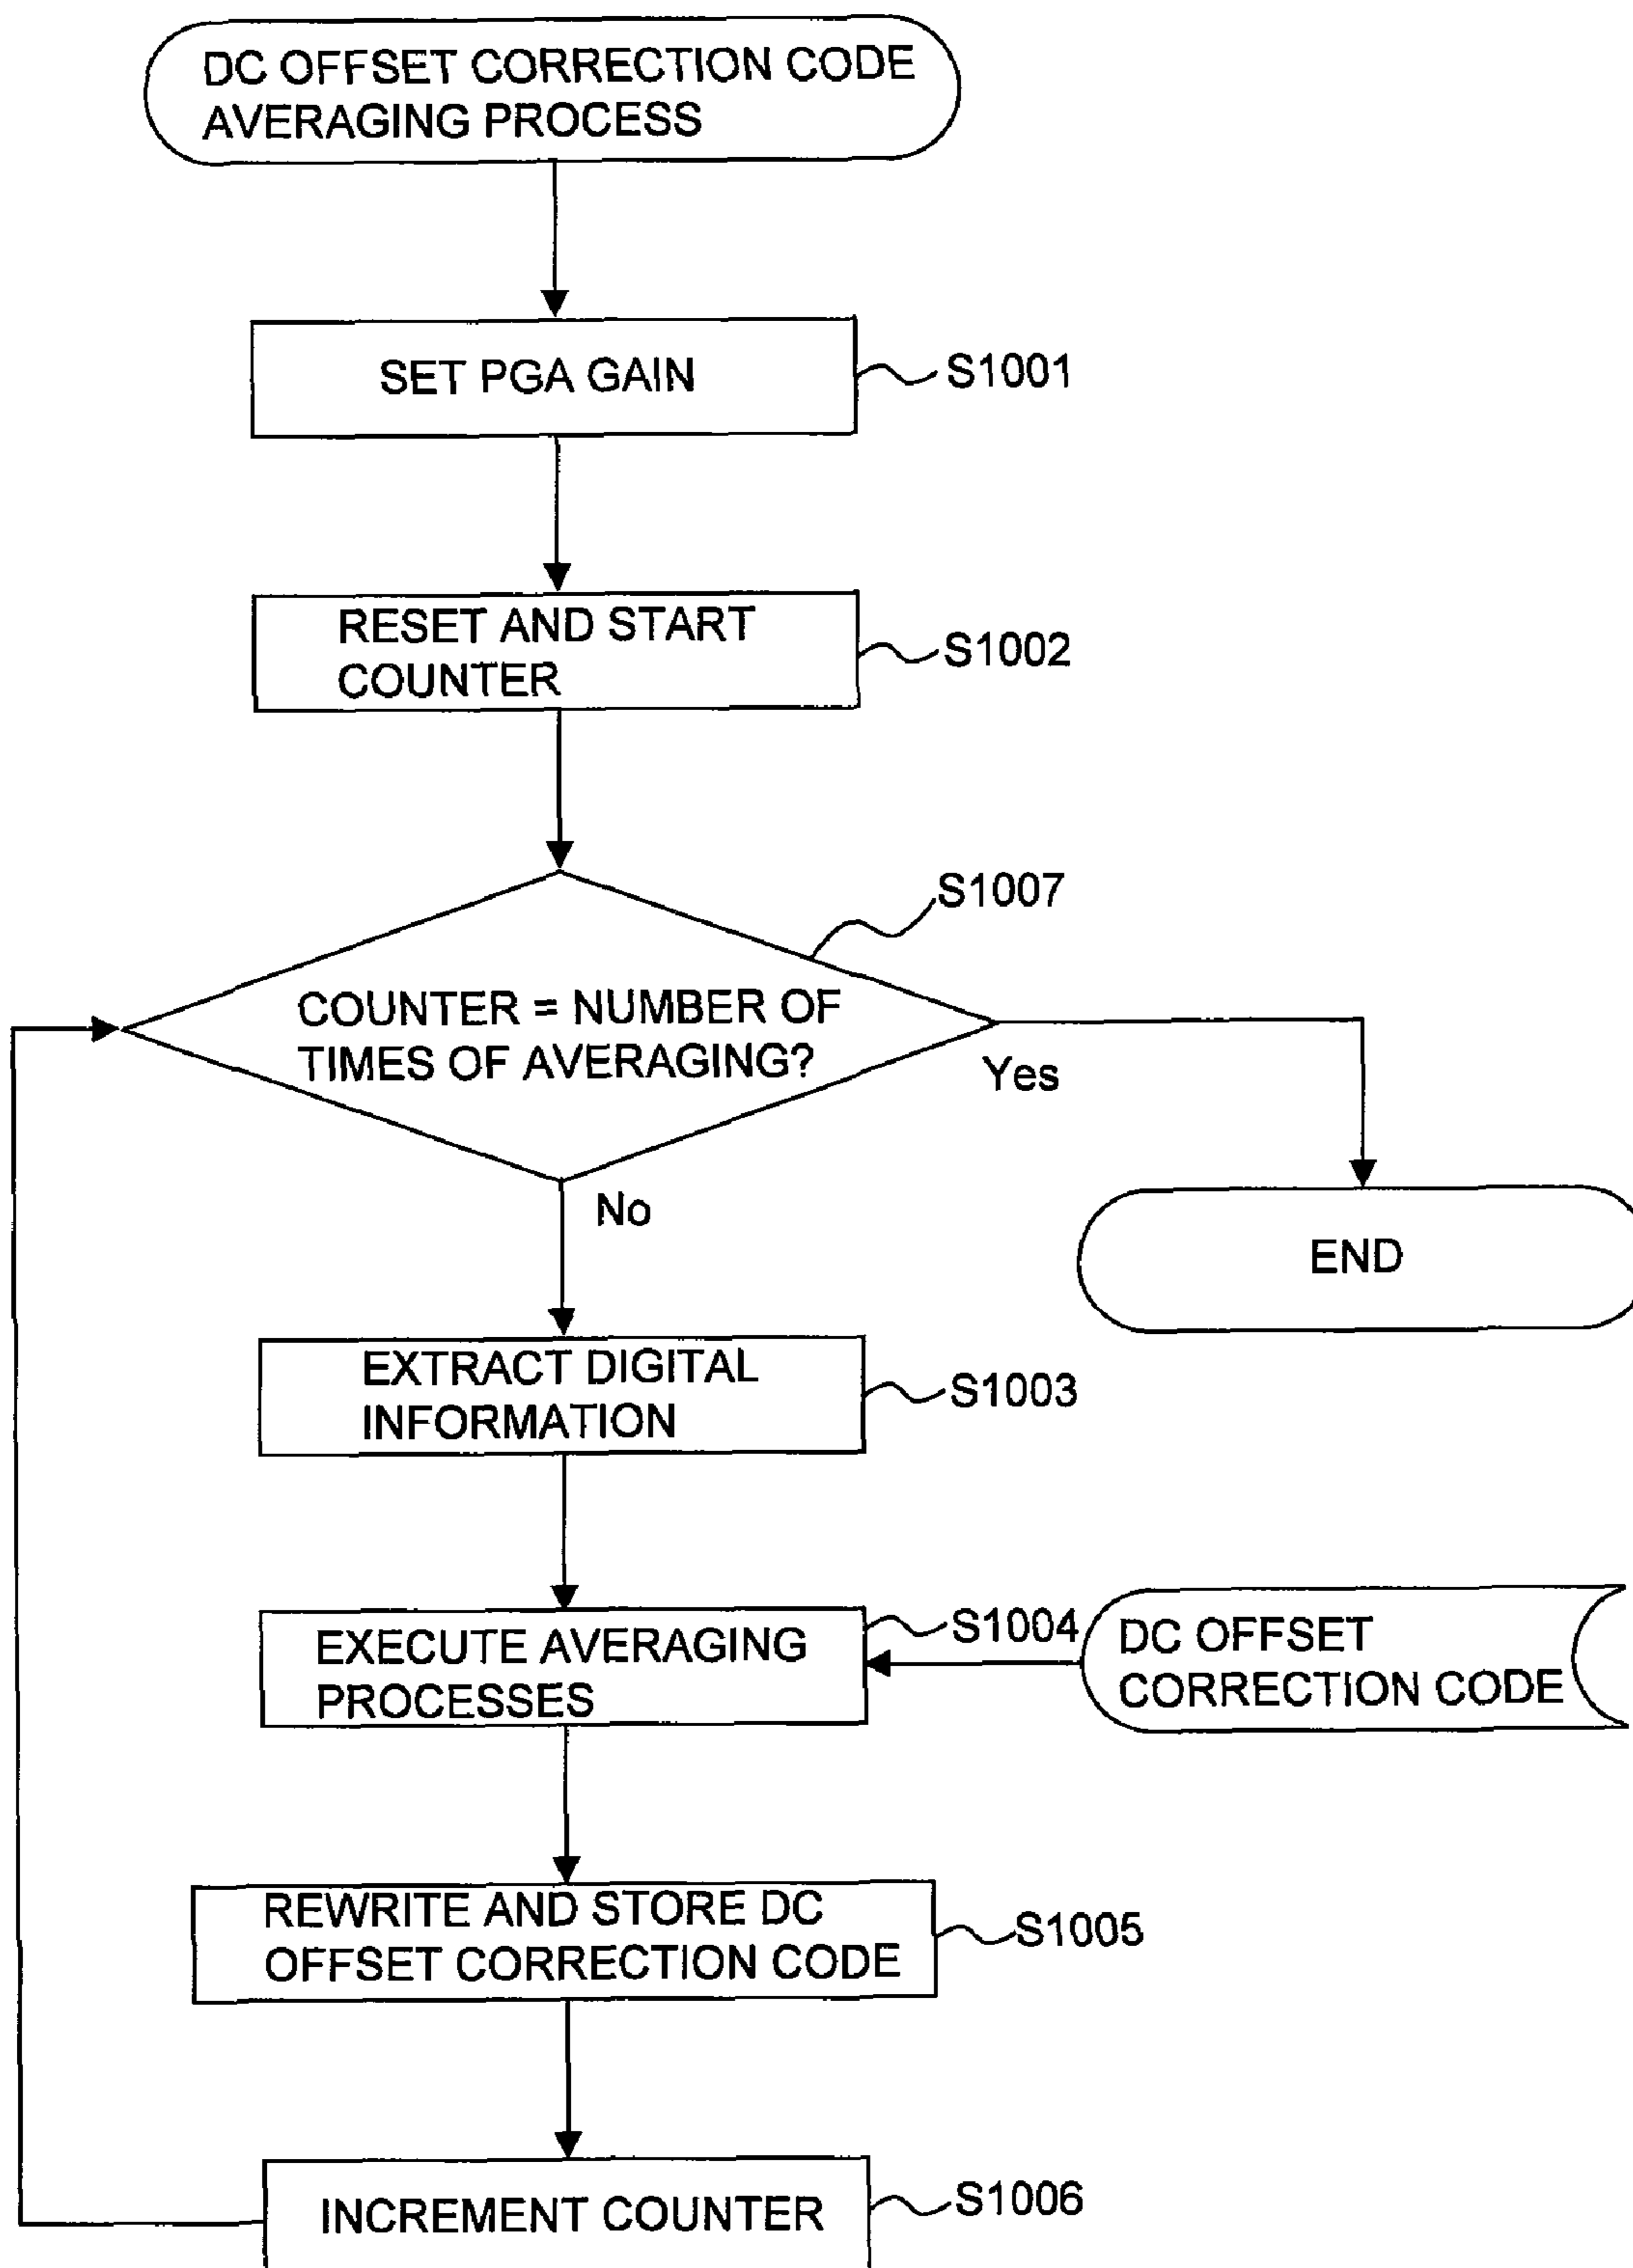 DC OFFSET CORRECTION CODE
AVERAGING PROCESS
SET PGA GAIN
S1001
RESET AND START
COUNTER
S1002
S1007
COUNTER = NUMBER OF
TIMES OF AVERAGING?
Yes
No
END
EXTRACT DIGITAL
INFORMATION
S1003
EXECUTE AVERAGING
PROCESSES
S1004
DC OFFSET
CORRECTION CODE
REWRITE AND STORE DC
OFFSET CORRECTION CODE
S1005
INCREMENT COUNTER
S1006